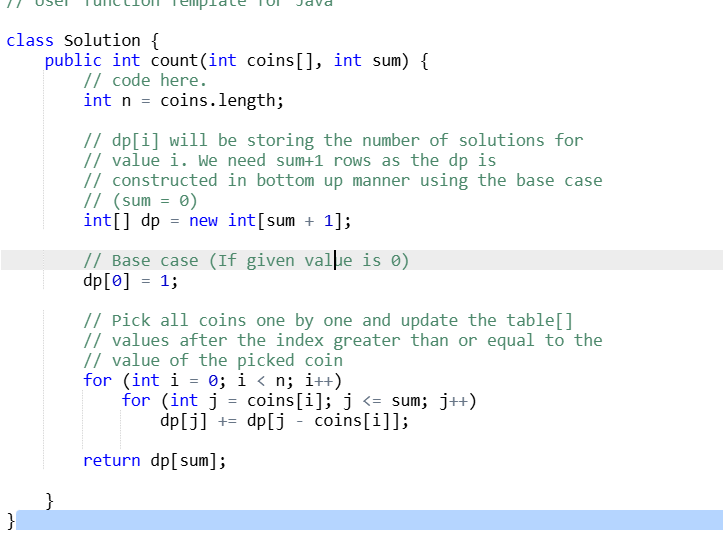 // User function Template for Java
class Solution {
public int count(int coins[], int sum) {
// code here.
int n = coins.length;
// dp[i] will be storing the number of solutions for
// value i. We need sum+1 rows as the dp is
// constructed in bottom up manner using the base case
// (sum = 0)
int[] dp = new int[sum + 1];
// Base case (If given value is 0)
dp[0] = 1;
// Pick all coins one by one and update the table[]
// values after the index greater than or equal to the
// value of the picked coin
for (int i = 0; i < n; i++)
for (int j = coins[i]; j <= sum; j++)
dp[j] += dp[j - coins[i]];
return dp[sum];
}
}